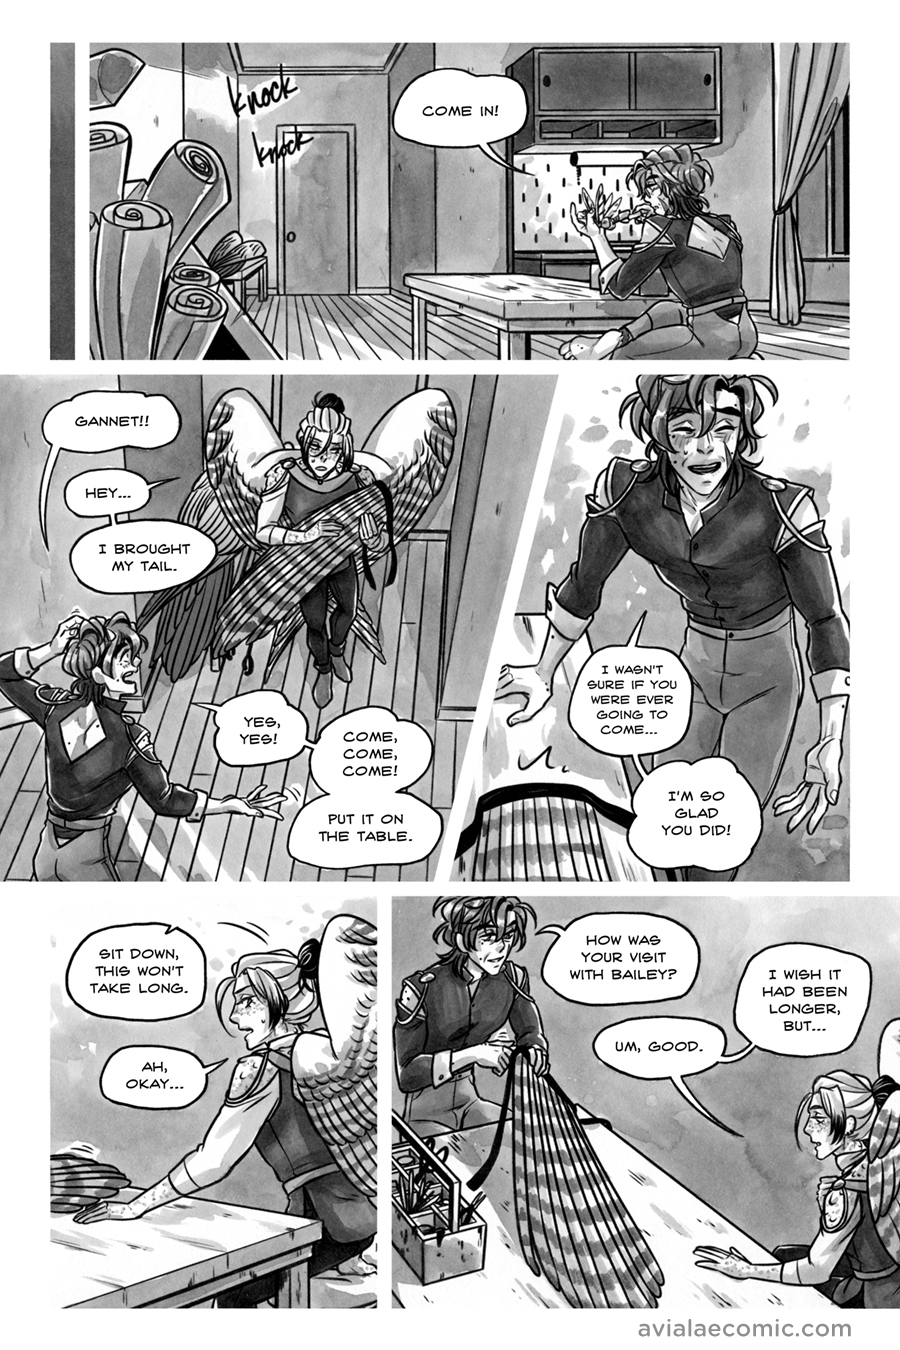 knock
knock
COME IN!
GANNET!!
HEY...
I BROUGHT
MY TAIL.
YES,
YES!
COME,
COME,
COME!
PUT IT ON
THE TABLE.
I WASN'T
SURE IF YOU
WERE EVER
GOING TO
COME...
I'M SO
GLAD
YOU DID!
SIT DOWN,
THIS WON'T
TAKE LONG.
AH,
OKAY...
HOW WAS
YOUR VISIT
WITH BAILEY?
UM, GOOD.
I WISH IT
HAD BEEN
LONGER,
BUT...
avialaecomic.com